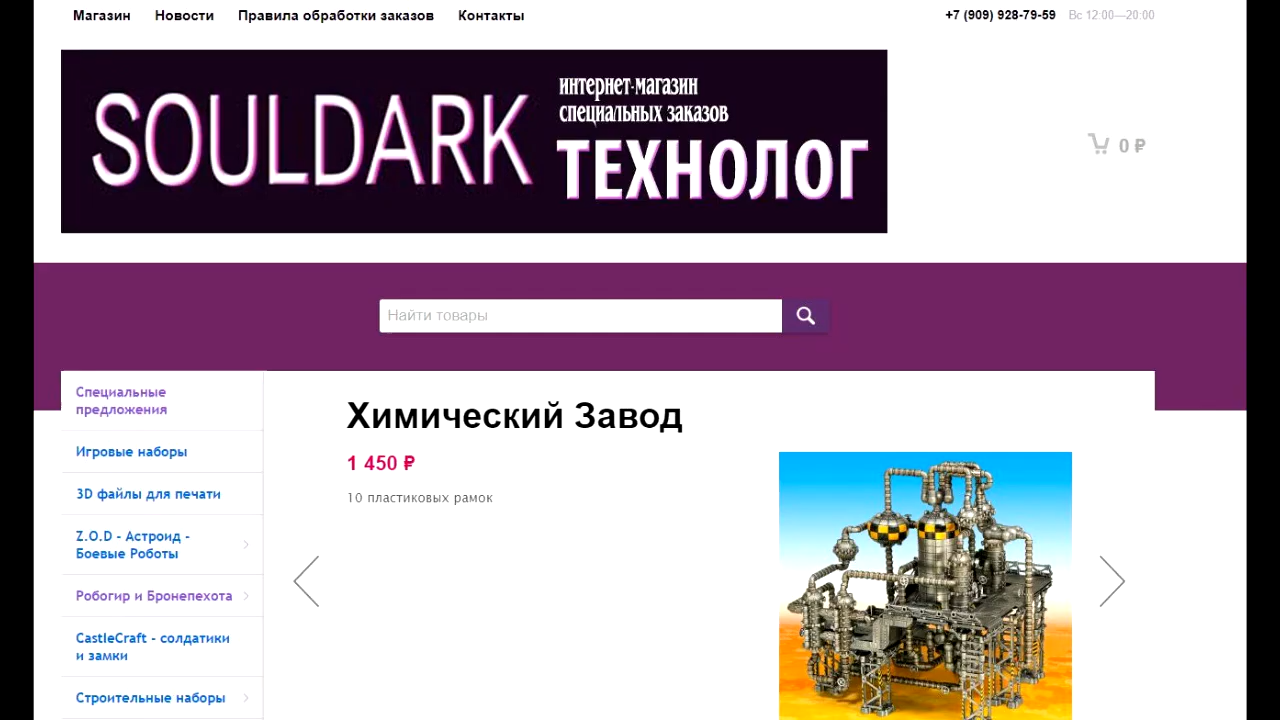 Магазин Новости Правила обработки заказов Контакты +7 (909) 928-79-59 Вс 12:00—20:00
SOULDARK
интернет-магазин
специальных заказов
ТЕХНОЛОГ
0 ₽
Найти товары
Специальные
предложения
Игровые наборы
3D файлы для печати
Z.O.D - Астроид -
Боевые Роботы
Робогир и Бронепехота
CastleCraft - солдатики
и замки
Строительные наборы
Химический Завод
1 450 ₽
10 пластиковых рамок